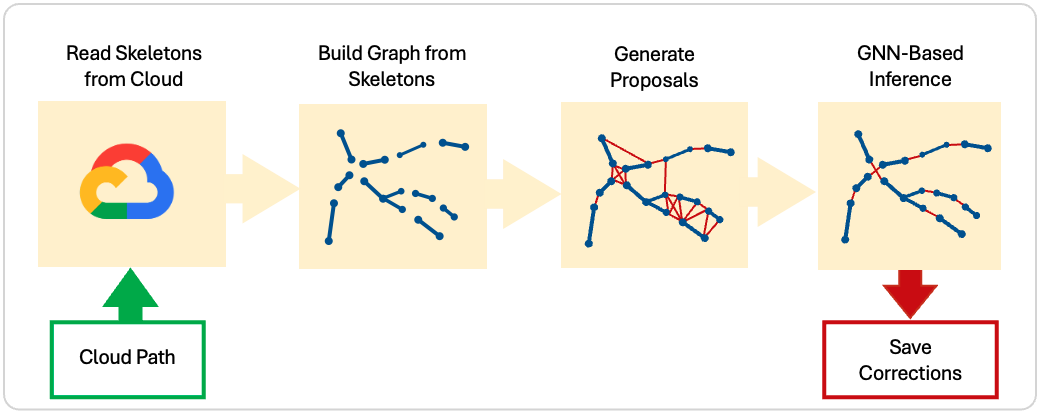 Read Skeletons
from Cloud
Build Graph from
Skeletons
Generate
Proposals
GNN-Based
Inference
Cloud Path
Save
Corrections